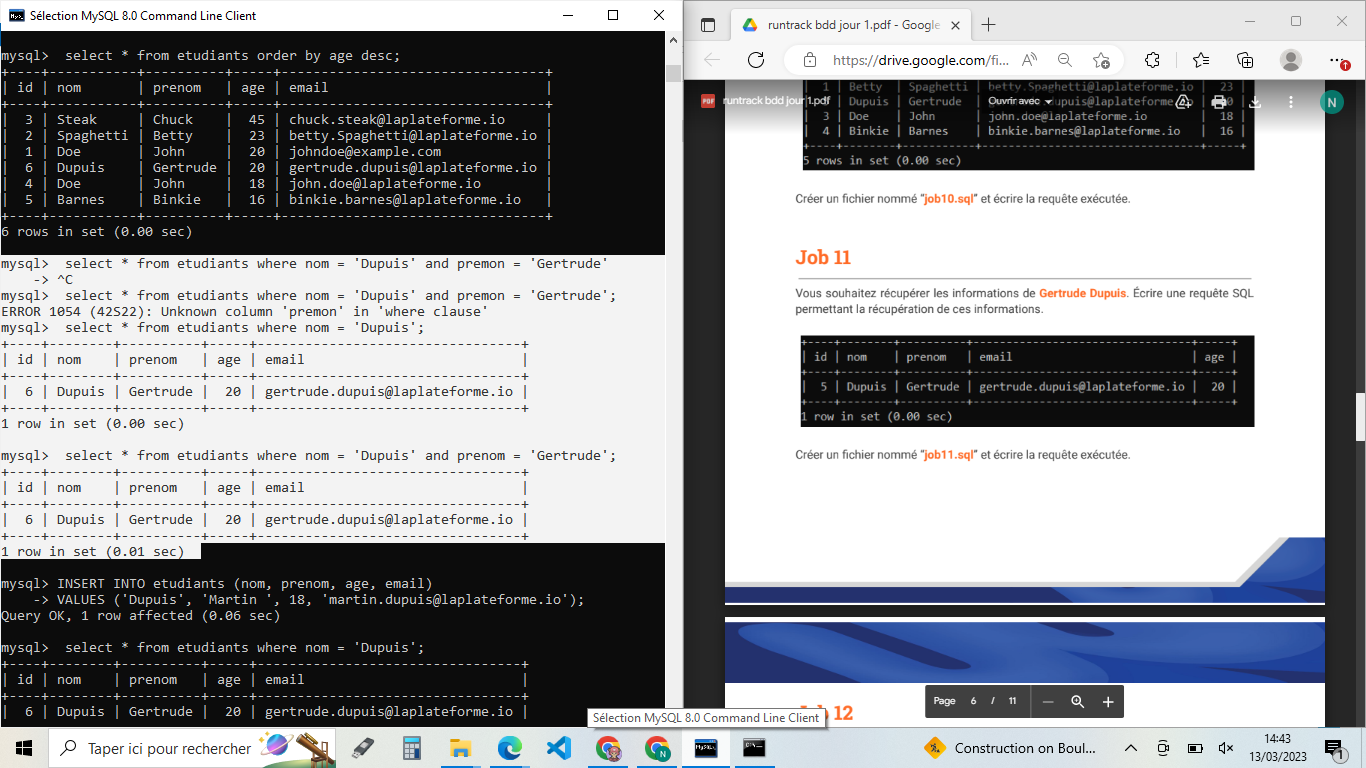 Sélection MySQL 8.0 Command Line Client
mysql>  select * from etudiants order by age desc;
+----+-----------+----------+-----+--------------------------------+
| id | nom       | prenom   | age | email                          |
+----+-----------+----------+-----+--------------------------------+
|  3 | Steak     | Chuck    |  45 | chuck.steak@laplateforme.io    |
|  2 | Spaghetti | Betty    |  23 | betty.Spaghetti@laplateforme.io |
|  1 | Doe       | John     |  20 | johndoe@example.com            |
|  6 | Dupuis    | Gertrude |  20 | gertrude.dupuis@laplateforme.io |
|  4 | Doe       | John     |  18 | john.doe@laplateforme.io       |
|  5 | Barnes    | Binkie   |  16 | binkie.barnes@laplateforme.io  |
+----+-----------+----------+-----+--------------------------------+
6 rows in set (0.00 sec)
mysql>  select * from etudiants where nom = 'Dupuis' and premon = 'Gertrude'
    -> ^C
mysql>  select * from etudiants where nom = 'Dupuis' and premon = 'Gertrude';
ERROR 1054 (42S22): Unknown column 'premon' in 'where clause'
mysql>  select * from etudiants where nom = 'Dupuis';
+----+--------+----------+-----+---------------------------------+
| id | nom    | prenom   | age | email                           |
+----+--------+----------+-----+---------------------------------+
|  6 | Dupuis | Gertrude |  20 | gertrude.dupuis@laplateforme.io |
+----+--------+----------+-----+---------------------------------+
1 row in set (0.00 sec)
mysql>  select * from etudiants where nom = 'Dupuis' and prenom = 'Gertrude';
+----+--------+----------+-----+---------------------------------+
| id | nom    | prenom   | age | email                           |
+----+--------+----------+-----+---------------------------------+
|  6 | Dupuis | Gertrude |  20 | gertrude.dupuis@laplateforme.io |
+----+--------+----------+-----+---------------------------------+
1 row in set (0.01 sec)
mysql> INSERT INTO etudiants (nom, prenom, age, email)
    -> VALUES ('Dupuis', 'Martin ', 18, 'martin.dupuis@laplateforme.io');
Query OK, 1 row affected (0.06 sec)
mysql>  select * from etudiants where nom = 'Dupuis';
+----+--------+----------+-----+---------------------------------+
| id | nom    | prenom   | age | email                           |
+----+--------+----------+-----+---------------------------------+
|  6 | Dupuis | Gertrude |  20 | gertrude.dupuis@laplateforme.io |
runtrack bdd jour 1.pdf - Google
https://drive.google.com/fi...
PDF runtrack bdd jour 1.pdf
Ouvrir avec
N
| 1 | Betty | Spaghetti | betty.Spaghetti@laplateforme.io | 23 |
Dupuis | Gertrude
| 3 | Doe | John | john.doe@laplateforme.io | 18 |
| 4 | Binkie | Barnes | binkie.barnes@laplateforme.io | 16 |
5 rows in set (0.00 sec)
Créer un fichier nommé “job10.sql” et écrire la requête exécutée.
Job 11
Vous souhaitez récupérer les informations de Gertrude Dupuis. Écrire une requête SQL
permettant la récupération de ces informations.
| id | nom    | prenom   | email                           | age |
|  5 | Dupuis | Gertrude | gertrude.dupuis@laplateforme.io |  20 |
1 row in set (0.00 sec)
Créer un fichier nommé “job11.sql” et écrire la requête exécutée.
Page 6 / 11
Job 12
Sélection MySQL 8.0 Command Line Client
Taper ici pour rechercher
N
MySQL
Construction on Boul...
14:43
13/03/2023
1